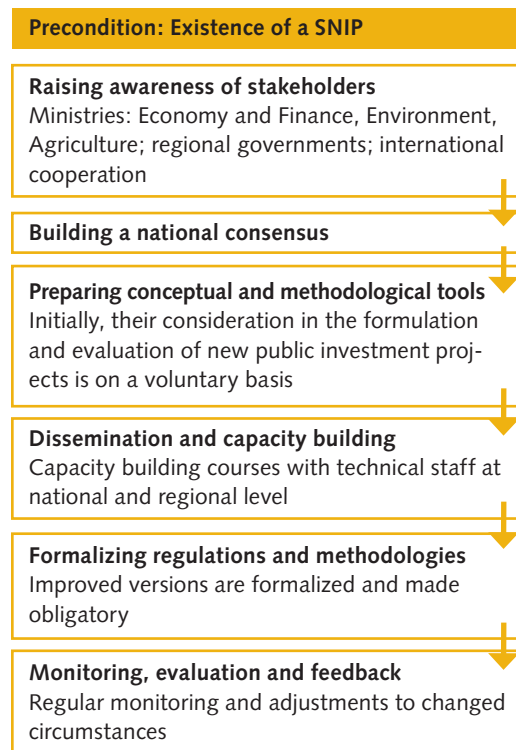 Precondition: Existence of a SNIP
Raising awareness of stakeholders
Ministries: Economy and Finance, Environment,
Agriculture; regional governments; international
cooperation
Building a national consensus
Preparing conceptual and methodological tools
Initially, their consideration in the formulation
and evaluation of new public investment proj-
ects is on a voluntary basis
Dissemination and capacity building
Capacity building courses with technical staff at
national and regional level
Formalizing regulations and methodologies
Improved versions are formalized and made
obligatory
Monitoring, evaluation and feedback
Regular monitoring and adjustments to changed
circumstances